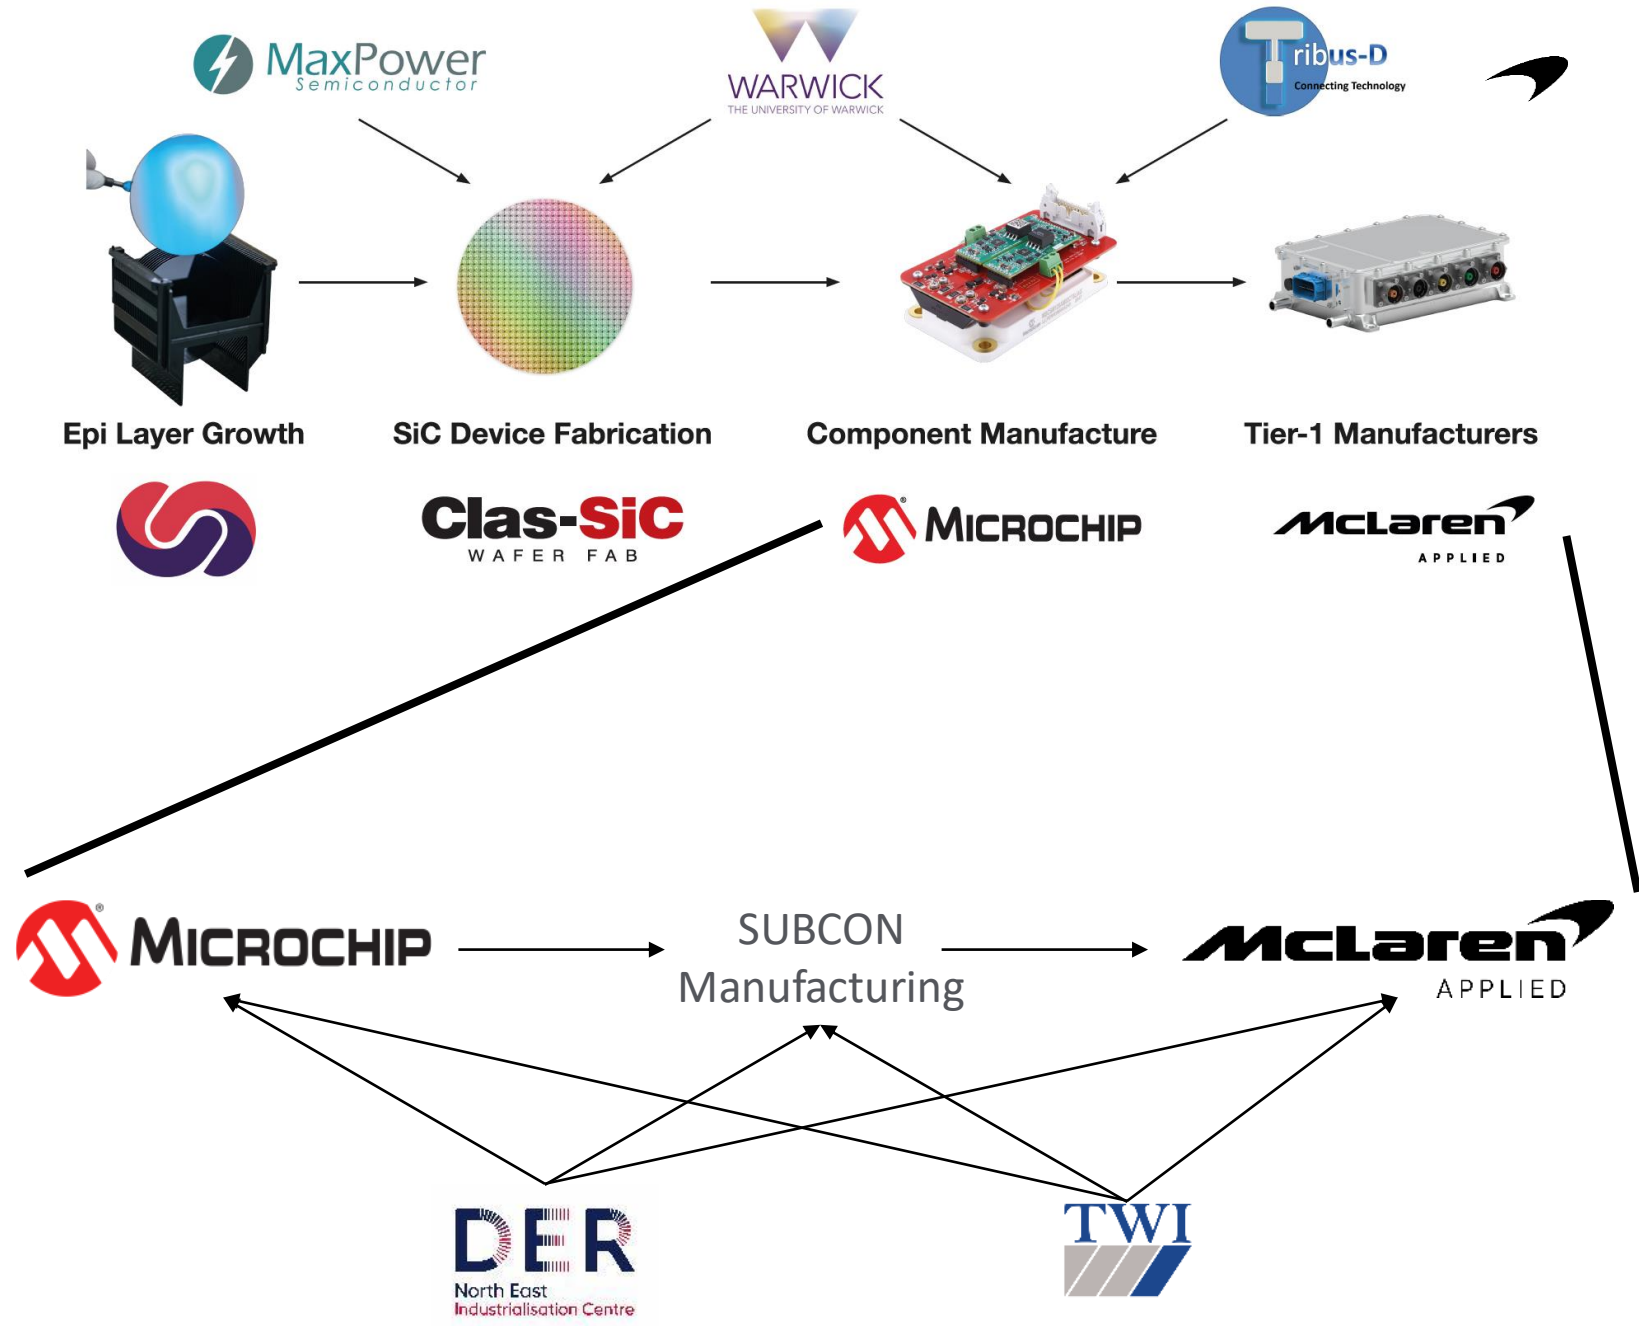 MaxPower
Semiconductor
WARWICK
THE UNIVERSITY OF WARWICK
Tribus-D
Connecting Technology
Epi Layer Growth
SiC Device Fabrication
Component Manufacture
Tier-1 Manufacturers
Clas-SiC
WAFER FAB
MICROCHIP
McLaren
APPLIED
MICROCHIP
SUBCON
Manufacturing
McLaren
APPLIED
DER
North East
Industrialisation Centre
TWI